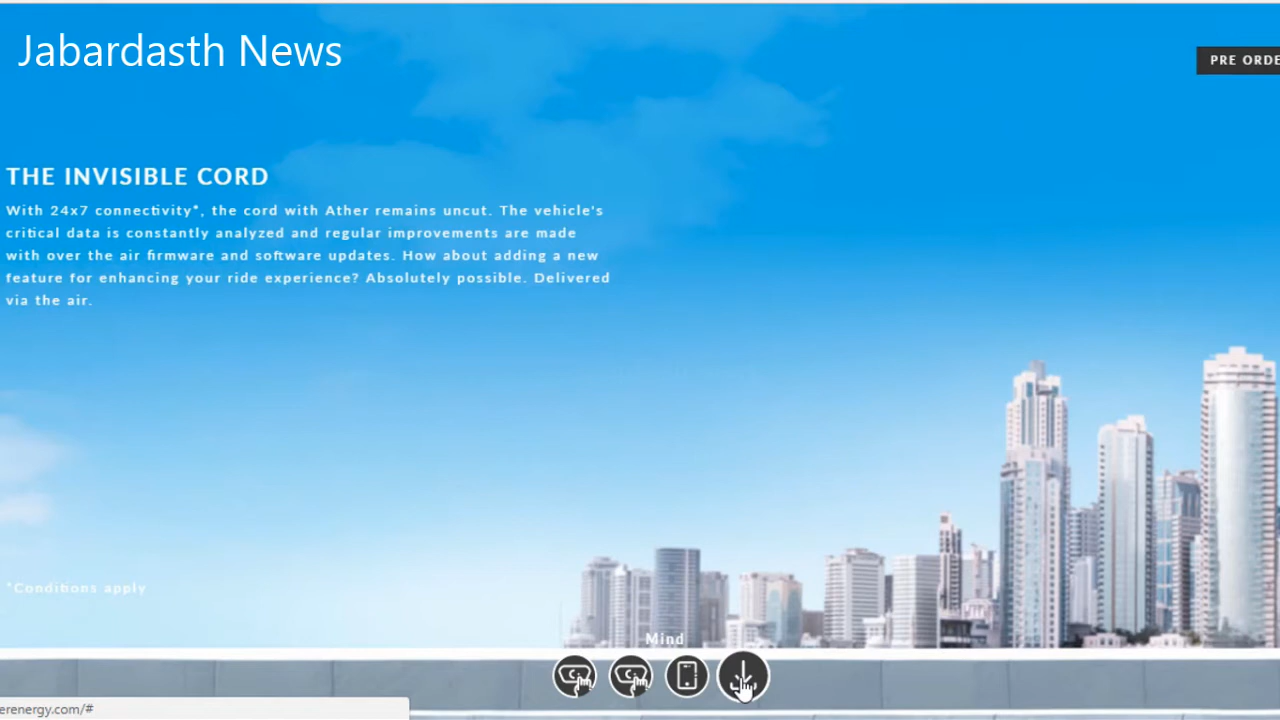 Jabardasth News
PRE ORDE
THE INVISIBLE CORD
With 24x7 connectivity*, the cord with Ather remains uncut. The vehicle's
critical data is constantly analyzed and regular improvements are made
with over the air firmware and software updates. How about adding a new
feature for enhancing your ride experience? Absolutely possible. Delivered
via the air.
*Conditions apply
Mind
erenergy.com/#